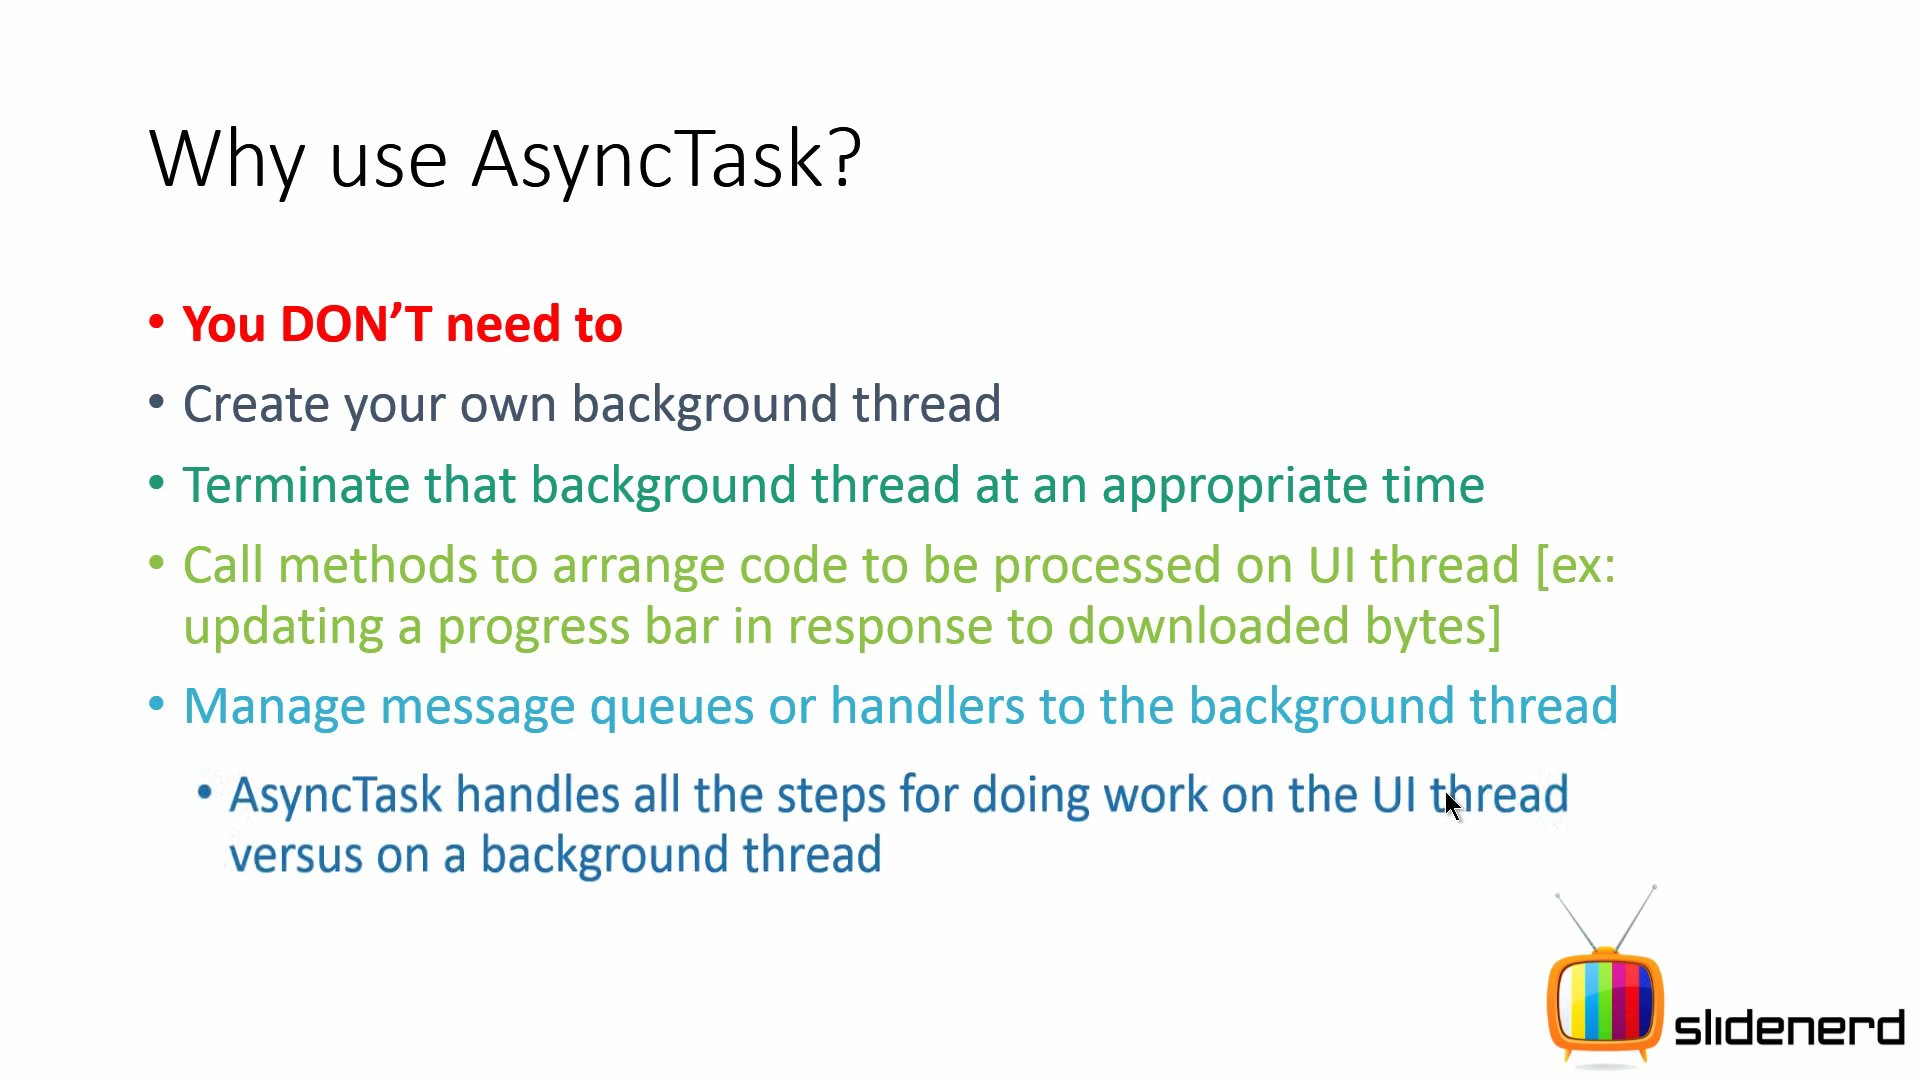 Why use AsyncTask?
• You DON’T need to
• Create your own background thread
• Terminate that background thread at an appropriate time
• Call methods to arrange code to be processed on UI thread [ex:
updating a progress bar in response to downloaded bytes]
• Manage message queues or handlers to the background thread
• AsyncTask handles all the steps for doing work on the UI thread
versus on a background thread
slidenerd